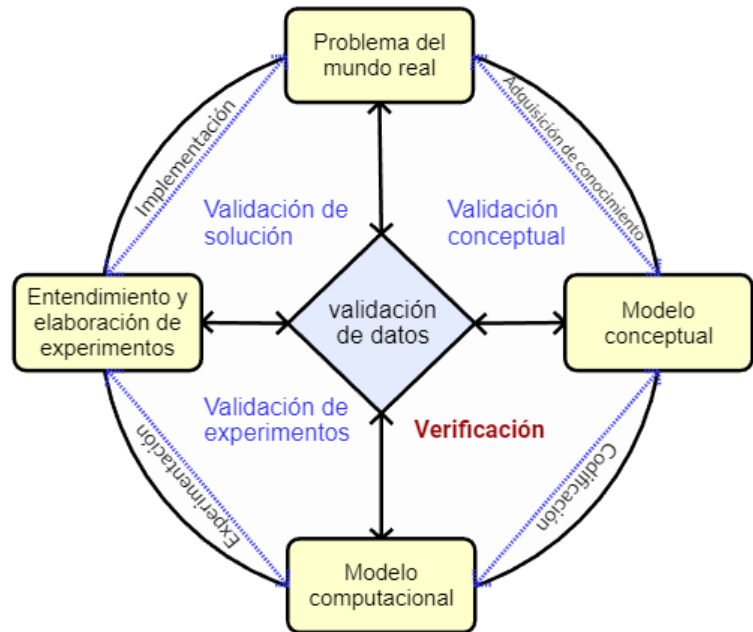 Problema del
mundo real
Implementación
Adquisición de conocimiento
Validación de
solución
Validación
conceptual
Entendimiento y
elaboración de
experimentos
validación
de datos
Modelo
conceptual
Validación de
experimentos
Verificación
Experimentación
Codificación
Modelo
computacional